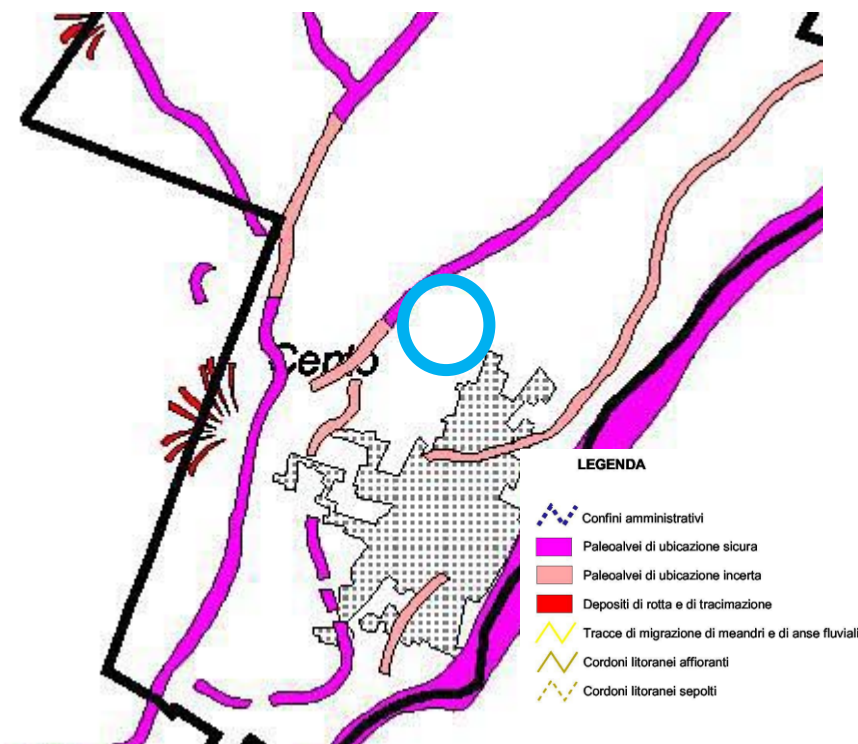 Cento
LEGENDA
Confini amministrativi
Paleoalvei di ubicazione sicura
Paleoalvei di ubicazione incerta
Depositi di rotta e di tracimazione
Tracce di migrazione di meandri e di anse fluviali
Cordoni litoranei affioranti
Cordoni litoranei sepolti